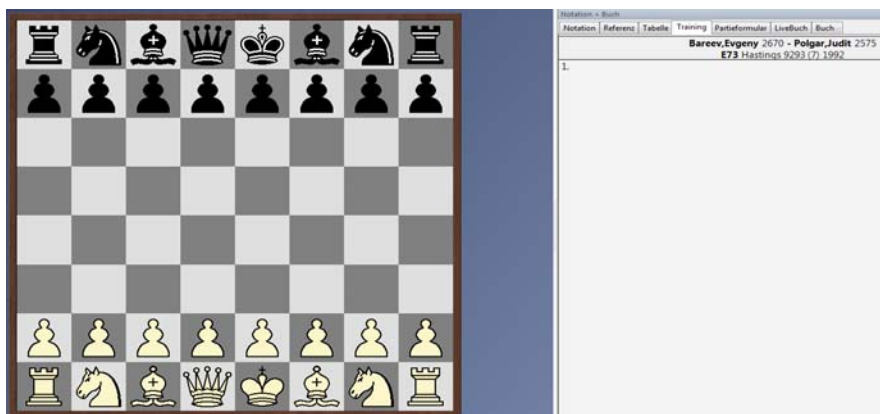 Notation + Buch
Notation Referenz Tabelle Training Partieformular LiveBuch Buch
Bareev,Evgeny 2670 - Polgar,Judit 2575
E73 Hastings 9293 (7) 1992
1.